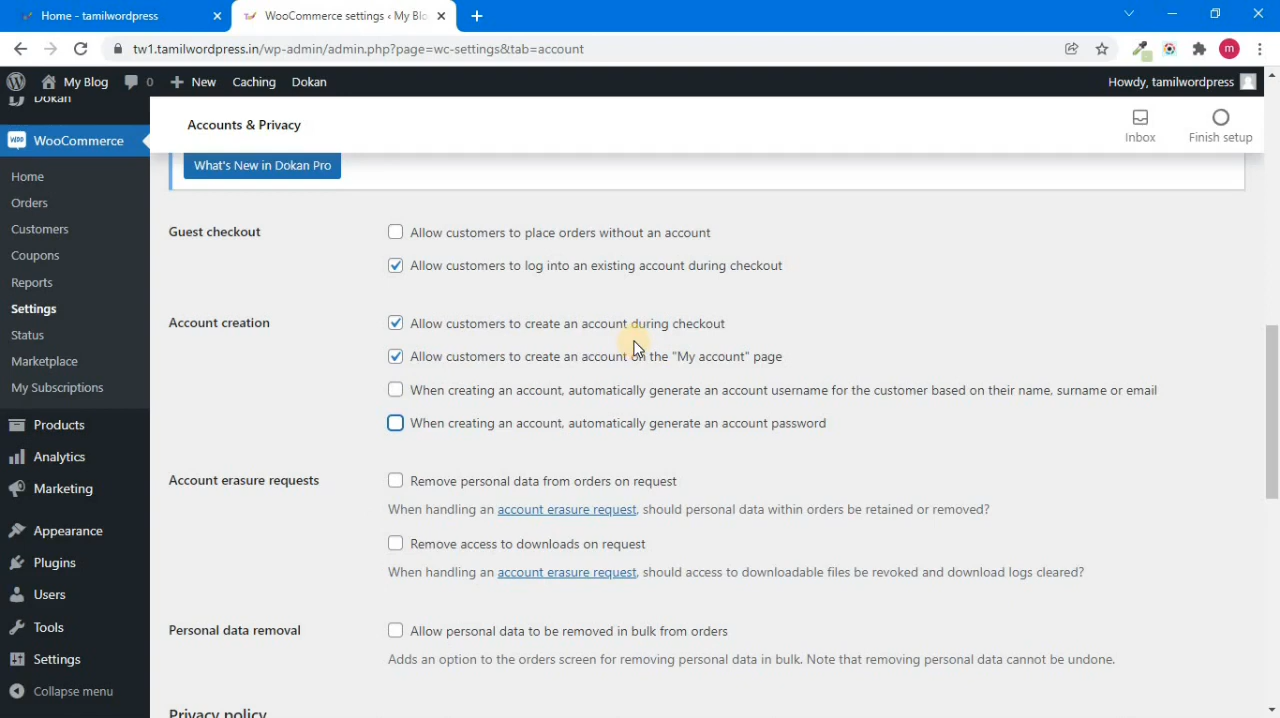 Home - tamilwordpress
WooCommerce settings ‹ My Blo
tw1.tamilwordpress.in/wp-admin/admin.php?page=wc-settings&tab=account
m
My Blog 0 New Caching Dokan
Howdy, tamilwordpress
Dokan
WooCommerce
Home
Orders
Customers
Coupons
Reports
Settings
Status
Marketplace
My Subscriptions
Products
Analytics
Marketing
Appearance
Plugins
Users
Tools
Settings
Collapse menu
Accounts & Privacy
Inbox
Finish setup
What's New in Dokan Pro
Guest checkout
Allow customers to place orders without an account
Allow customers to log into an existing account during checkout
Account creation
Allow customers to create an account during checkout
Allow customers to create an account on the "My account" page
When creating an account, automatically generate an account username for the customer based on their name, surname or email
When creating an account, automatically generate an account password
Account erasure requests
Remove personal data from orders on request
When handling an account erasure request, should personal data within orders be retained or removed?
Remove access to downloads on request
When handling an account erasure request, should access to downloadable files be revoked and download logs cleared?
Personal data removal
Allow personal data to be removed in bulk from orders
Adds an option to the orders screen for removing personal data in bulk. Note that removing personal data cannot be undone.
Privacy policy